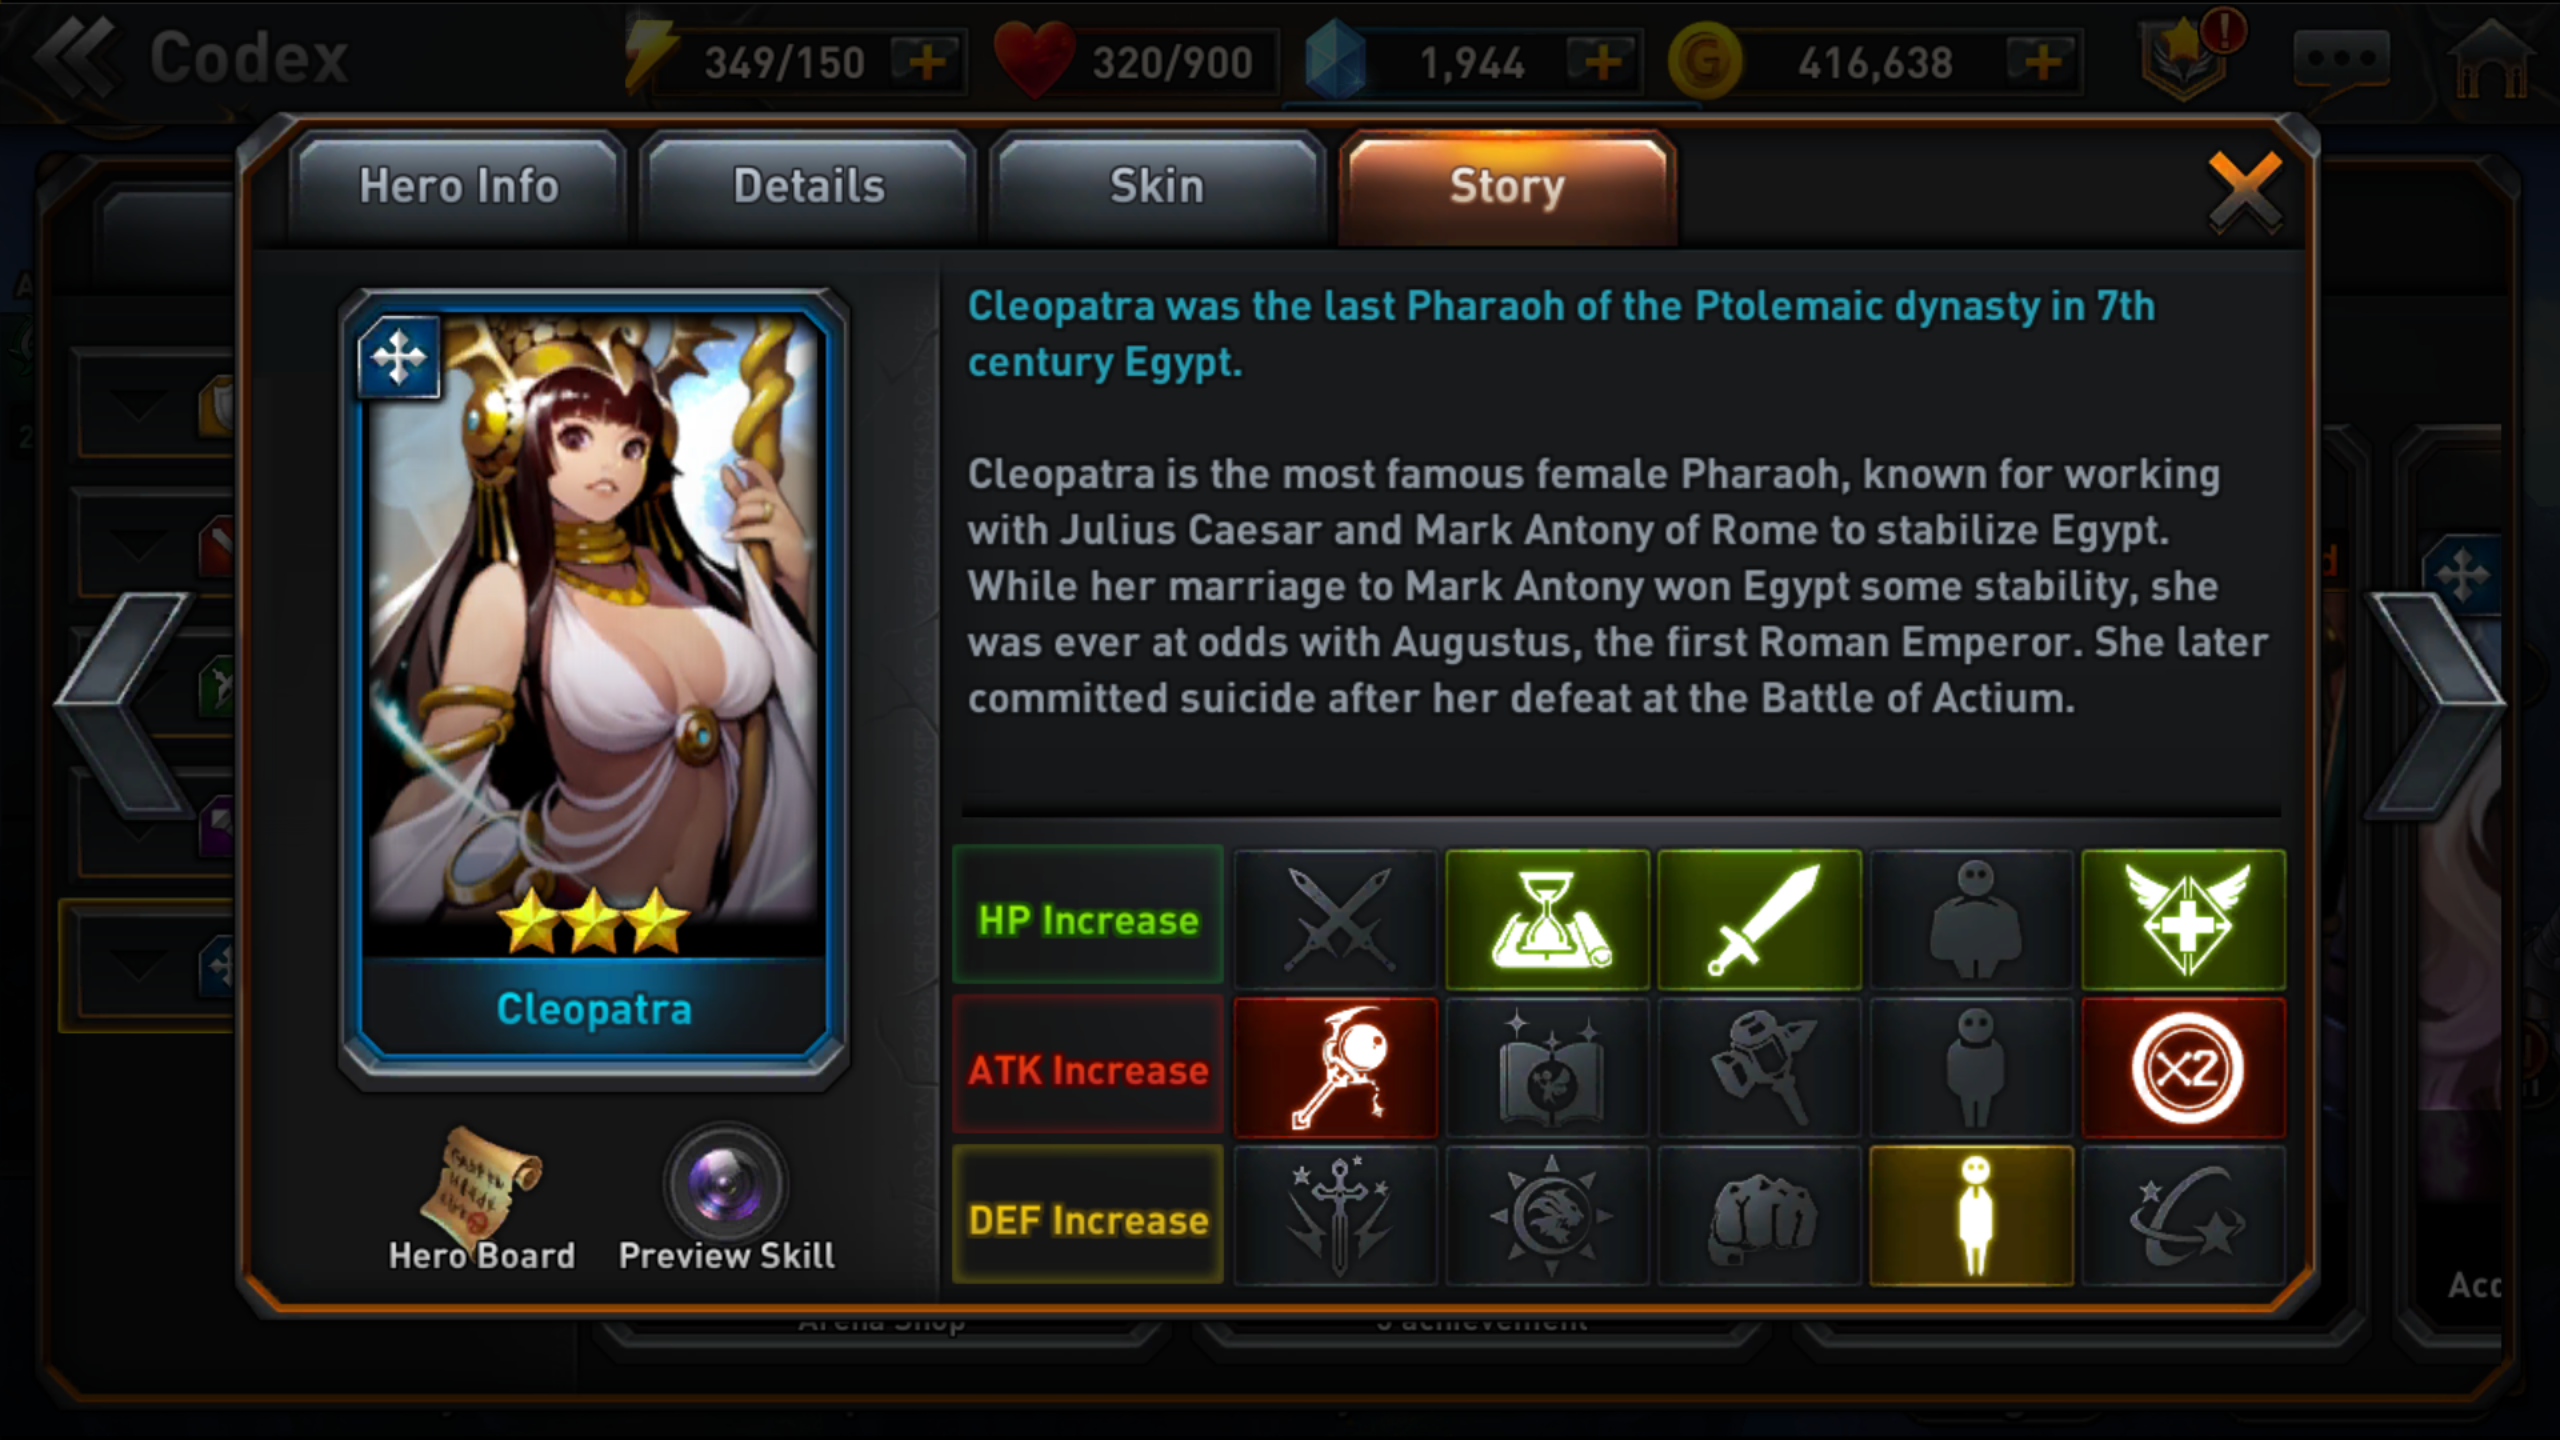 Codex
349/150
320/900
1,944
416,638
Hero Info
Details
Skin
Story
Cleopatra was the last Pharaoh of the Ptolemaic dynasty in 7th
century Egypt.
Cleopatra is the most famous female Pharaoh, known for working
with Julius Caesar and Mark Antony of Rome to stabilize Egypt.
While her marriage to Mark Antony won Egypt some stability, she
was ever at odds with Augustus, the first Roman Emperor. She later
committed suicide after her defeat at the Battle of Actium.
Cleopatra
Hero Board
Preview Skill
HP Increase
ATK Increase
X2
DEF Increase
Arena Shop
achievement